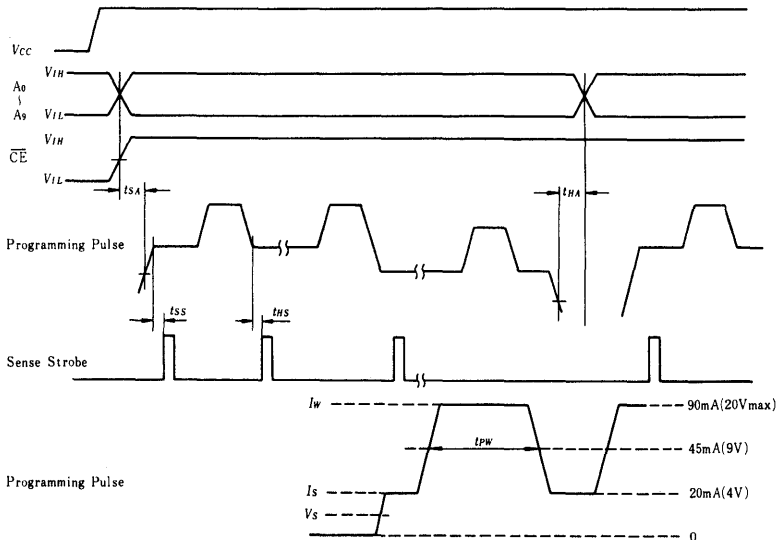 VCC
VIH
A0
∫
A9
VIL
VIH
CE
VIL
tSA
tHA
Programming Pulse
tSS
tHS
Sense Strobe
IW
90mA(20Vmax)
tPW
45mA(9V)
Programming Pulse
IS
20mA(4V)
VS
0